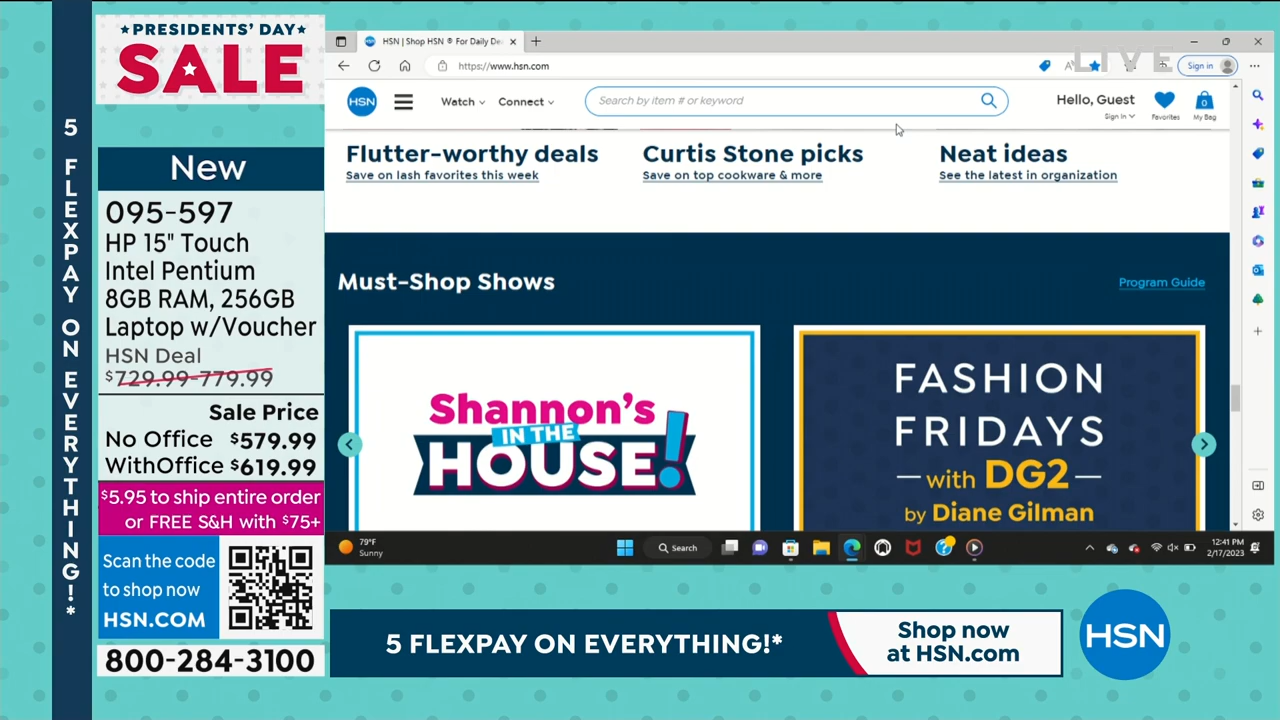 ★PRESIDENTS' DAY★
SALE
5 FLEXPAY ON EVERYTHING!*
New
095-597
HP 15" Touch
Intel Pentium
8GB RAM, 256GB
Laptop w/Voucher
HSN Deal
$729.99-779.99
Sale Price
No Office $579.99
WithOffice $619.99
$5.95 to ship entire order
or FREE S&H with $75+
Scan the code
to shop now
HSN.COM
800-284-3100
HSN | Shop HSN ® For Daily De
LIVE
https://www.hsn.com
Sign in
HSN
Watch
Connect
Search by item # or keyword
Hello, Guest
Sign In
Favorites
0
My Bag
Flutter-worthy deals
Save on lash favorites this week
Curtis Stone picks
Save on top cookware & more
Neat ideas
See the latest in organization
Must-Shop Shows
Program Guide
Shannon's
IN THE
HOUSE!
FASHION
FRIDAYS
— with DG2 —
by Diane Gilman
79°F
Sunny
Search
12:41 PM
2/17/2023
5 FLEXPAY ON EVERYTHING!*
Shop now
at HSN.com
HSN